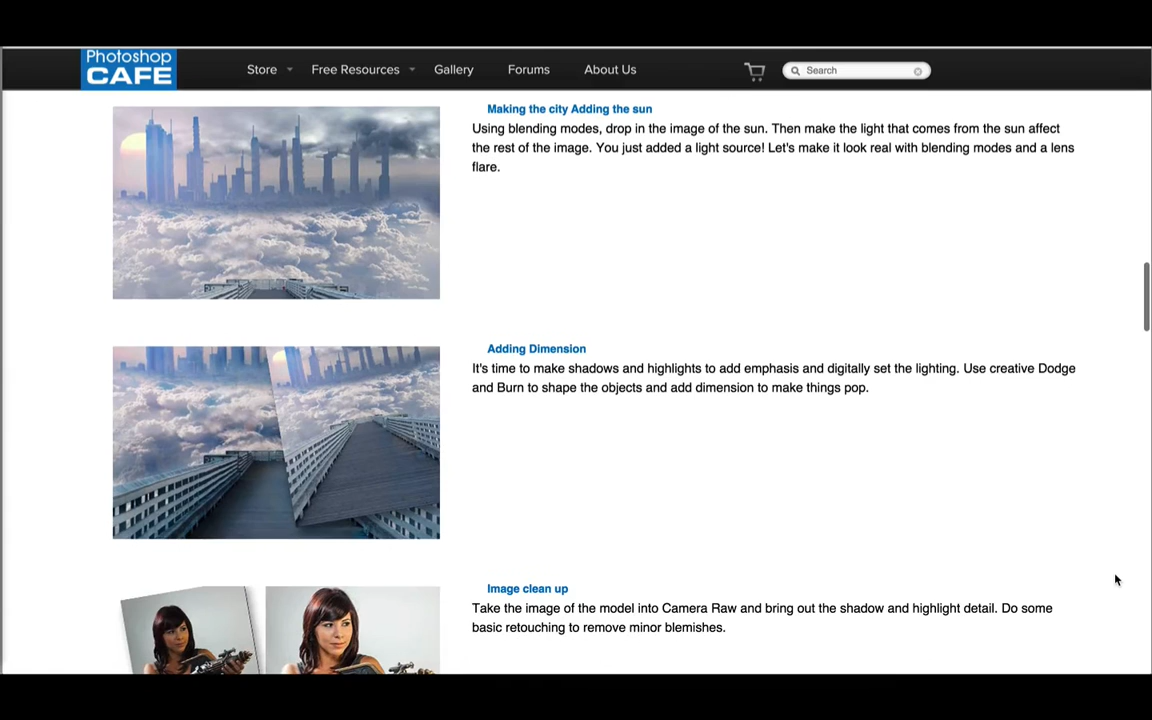 Photoshop
CAFE
Store
Free Resources
Gallery
Forums
About Us
Search
Making the city Adding the sun
Using blending modes, drop in the image of the sun. Then make the light that comes from the sun affect
the rest of the image. You just added a light source! Let's make it look real with blending modes and a lens
flare.
Adding Dimension
It's time to make shadows and highlights to add emphasis and digitally set the lighting. Use creative Dodge
and Burn to shape the objects and add dimension to make things pop.
Image clean up
Take the image of the model into Camera Raw and bring out the shadow and highlight detail. Do some
basic retouching to remove minor blemishes.